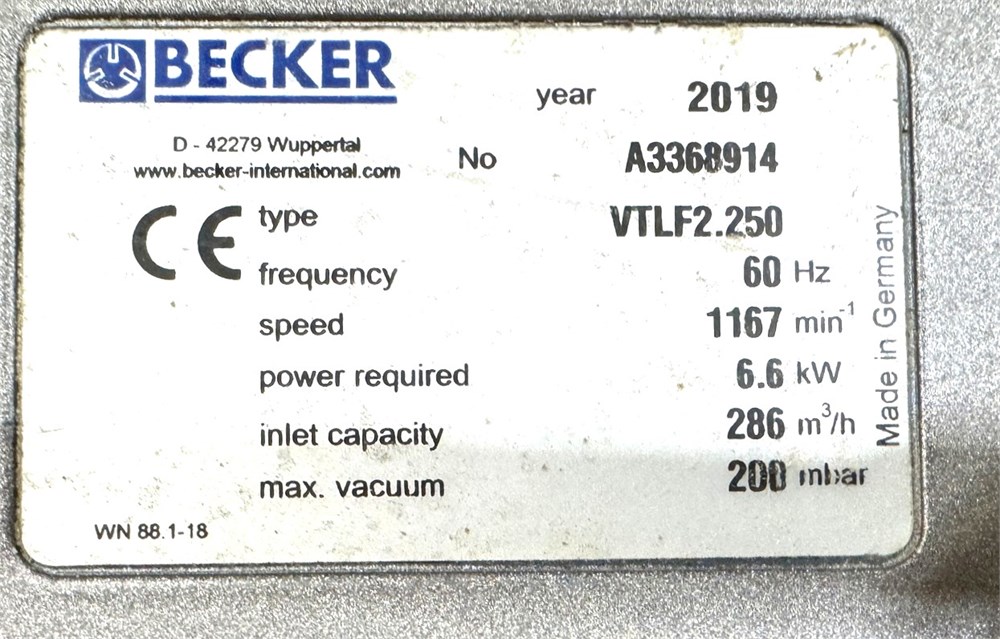 BECKER
year 2019
D - 42279 Wuppertal
www.becker-international.com
No A3368914
CE type VTLF2.250
frequency 60 Hz
speed 1167 min⁻¹
power required 6.6 kW
inlet capacity 286 m³/h
max. vacuum 200 mbar
WN 88.1-18
Made in Germany